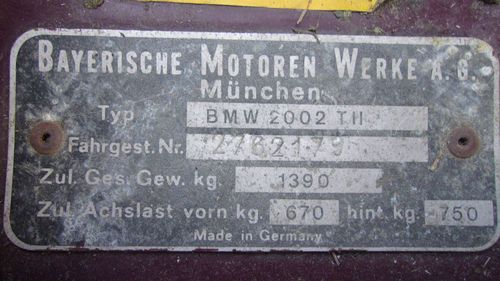 BAYERISCHE MOTOREN WERKE A.G.
München
Typ BMW 2002 TII
Fahrgest. Nr. 2762179
Zul. Ges. Gew. kg. 1390
Zul. Achslast vorn kg. 670 hint. kg. 750
Made in Germany